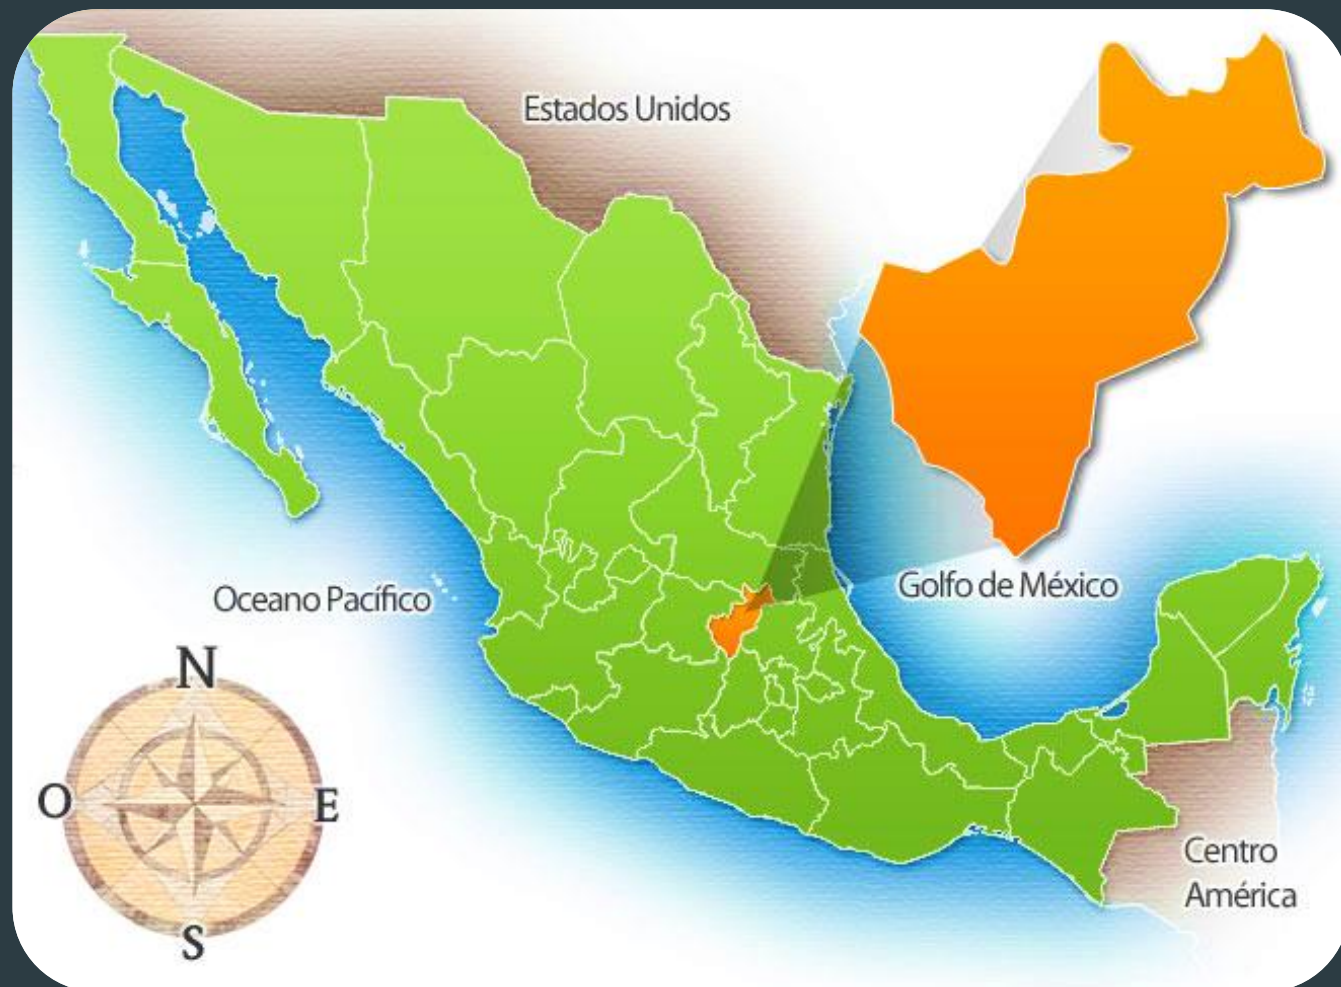 Estados Unidos
Golfo de México
Oceano Pacífico
N
O
E
S
Centro
América